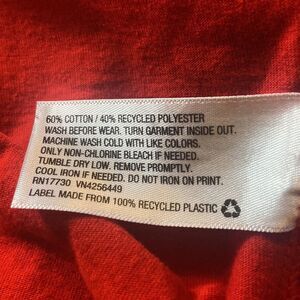 60% COTTON / 40% RECYCLED POLYESTER
WASH BEFORE WEAR. TURN GARMENT INSIDE OUT.
MACHINE WASH COLD WITH LIKE COLORS.
ONLY NON-CHLORINE BLEACH IF NEEDED.
TUMBLE DRY LOW. REMOVE PROMPTLY.
COOL IRON IF NEEDED. DO NOT IRON ON PRINT.
RN17730 VN4256449
LABEL MADE FROM 100% RECYCLED PLASTIC